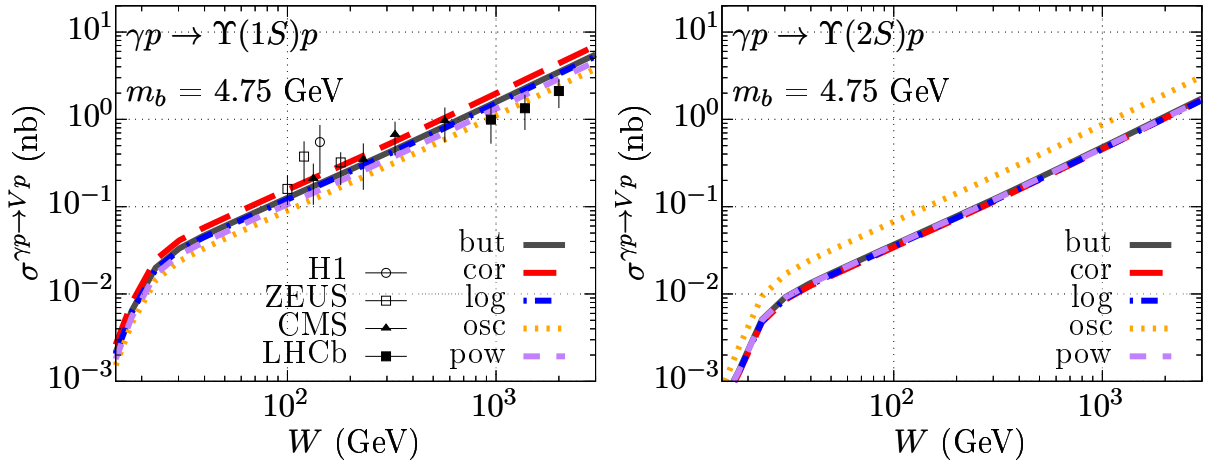 γp → ϒ(1S)p
m_b = 4.75 GeV
σ^{γp→Vp} (nb)
10^1
10^0
10^{−1}
10^{−2}
10^{−3}
H1
ZEUS
CMS
LHCb
but
cor
log
osc
pow
10^2
10^3
W (GeV)
γp → ϒ(2S)p
m_b = 4.75 GeV
σ^{γp→Vp} (nb)
10^1
10^0
10^{−1}
10^{−2}
10^{−3}
but
cor
log
osc
pow
10^2
10^3
W (GeV)